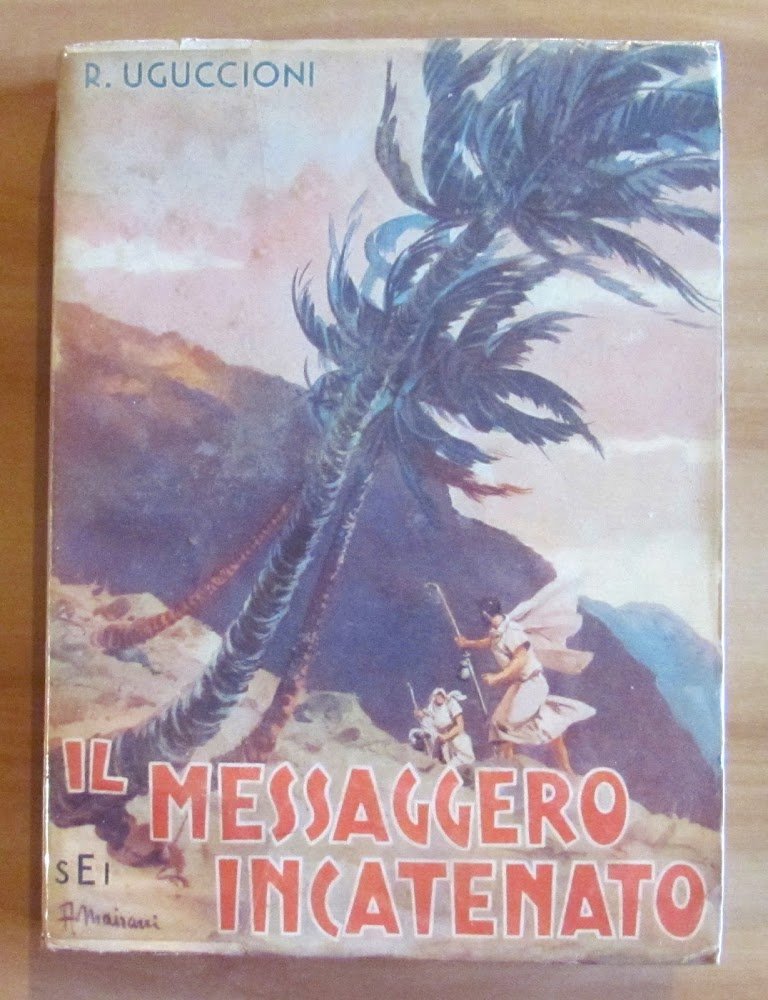 R. UGUCCIONI
IL MESSAGGERO
INCATENATO
SEI